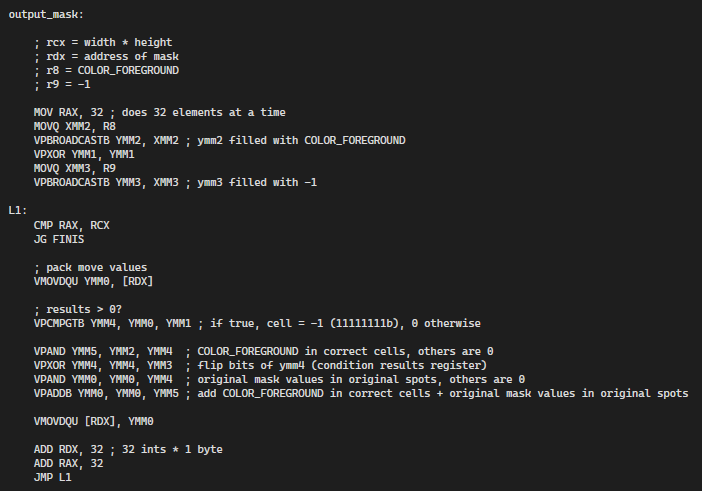 output_mask:
; rcx = width * height
; rdx = address of mask
; r8 = COLOR_FOREGROUND
; r9 = -1
MOV RAX, 32 ; does 32 elements at a time
MOVQ XMM2, R8
VPBROADCASTB YMM2, XMM2 ; ymm2 filled with COLOR_FOREGROUND
VPXOR YMM1, YMM1
MOVQ XMM3, R9
VPBROADCASTB YMM3, XMM3 ; ymm3 filled with -1
L1:
CMP RAX, RCX
JG FINIS
; pack move values
VMOVDQU YMM0, [RDX]
; results > 0?
VPCMPGTB YMM4, YMM0, YMM1 ; if true, cell = -1 (11111111b), 0 otherwise
VPAND YMM5, YMM2, YMM4  ; COLOR_FOREGROUND in correct cells, others are 0
VPXOR YMM4, YMM4, YMM3  ; flip bits of ymm4 (condition results register)
VPAND YMM0, YMM0, YMM4  ; original mask values in original spots, others are 0
VPADDB YMM0, YMM0, YMM5 ; add COLOR_FOREGROUND in correct cells + original mask values in original spots
VMOVDQU [RDX], YMM0
ADD RDX, 32 ; 32 ints * 1 byte
ADD RAX, 32
JMP L1